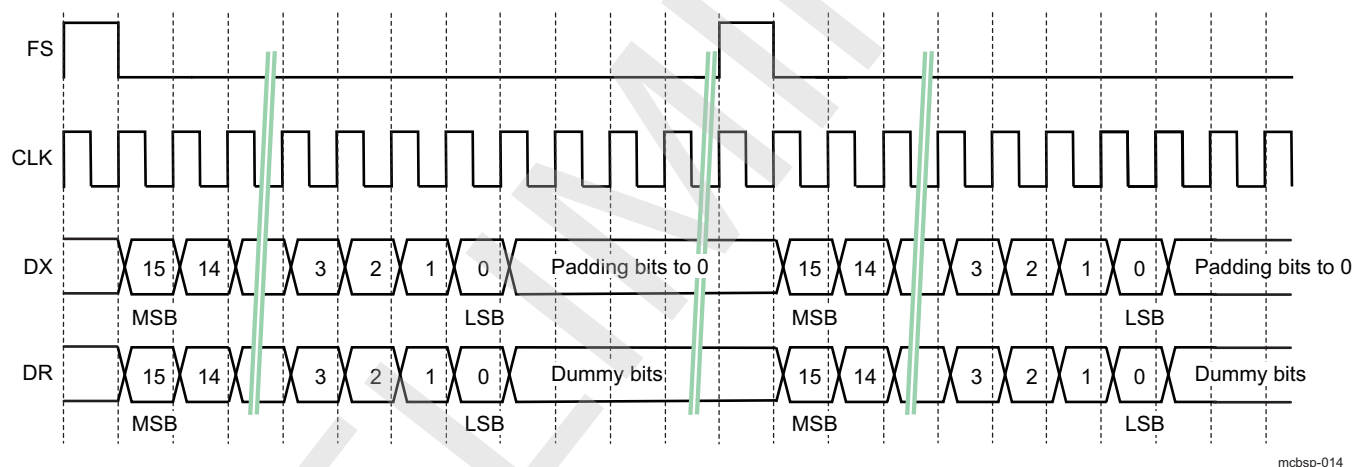 FS
CLK
DX 15 14 3 2 1 0 Padding bits to 0 15 14 3 2 1 0 Padding bits to 0
MSB LSB MSB LSB
DR 15 14 3 2 1 0 Dummy bits 15 14 3 2 1 0 Dummy bits
MSB LSB MSB LSB
mcbsp-014